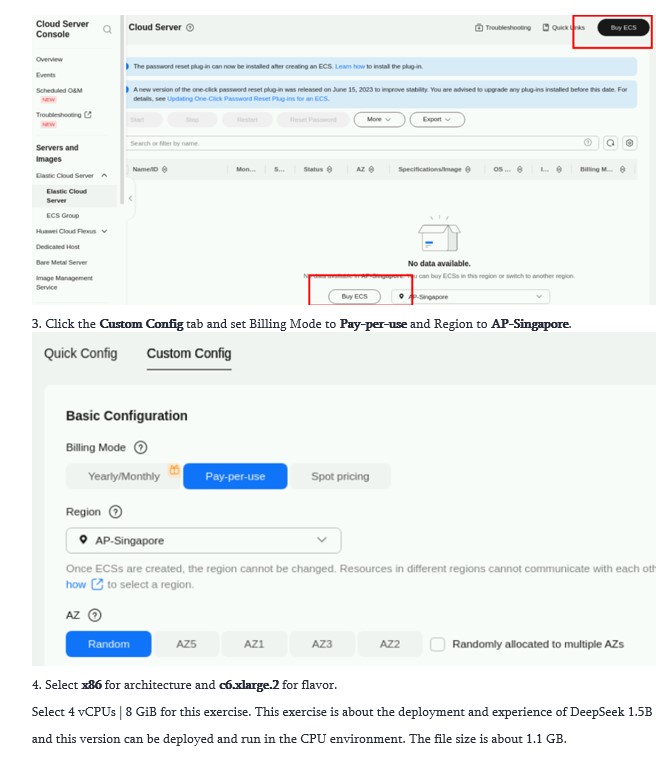 Cloud Server
Console
Cloud Server
Troubleshooting
Quick Links
Buy ECS
Overview
Events
Scheduled O&M
NEW
Troubleshooting
NEW
Servers and
Images
Elastic Cloud Server
Elastic Cloud
Server
ECS Group
Huawei Cloud Flexus
Dedicated Host
Bare Metal Server
Image Management
Service
The password reset plug-in can now be installed after creating an ECS. Learn how to install the plug-in.
A new version of the one-click password reset plug-in was released on June 15, 2023 to improve stability. You are advised to upgrade any plug-ins installed before this date. For
details, see Updating One-Click Password Reset Plug-ins for an ECS.
Start Stop Restart Reset Password More Export
Search or filter by name.
Name/ID Mon... S... Status AZ Specifications/Image OS ... I... Billing M...
No data available.
No data available in AP-Singapore. You can buy ECSs in this region or switch to another region.
Buy ECS AP-Singapore
3. Click the Custom Config tab and set Billing Mode to Pay-per-use and Region to AP-Singapore.
Quick Config Custom Config
Basic Configuration
Billing Mode
Yearly/Monthly Pay-per-use Spot pricing
Region
AP-Singapore
Once ECSs are created, the region cannot be changed. Resources in different regions cannot communicate with each oth
how to select a region.
AZ
Random AZ5 AZ1 AZ3 AZ2 Randomly allocated to multiple AZs
4. Select x86 for architecture and c6.xlarge.2 for flavor.
Select 4 vCPUs | 8 GiB for this exercise. This exercise is about the deployment and experience of DeepSeek 1.5B
and this version can be deployed and run in the CPU environment. The file size is about 1.1 GB.